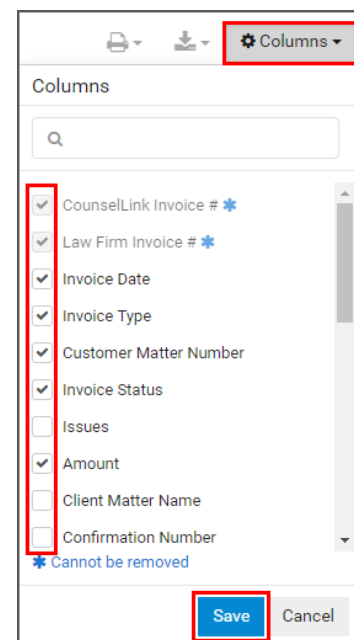 Columns
Columns
CounselLink Invoice # *
Law Firm Invoice # *
Invoice Date
Invoice Type
Customer Matter Number
Invoice Status
Issues
Amount
Client Matter Name
Confirmation Number
* Cannot be removed
Save Cancel